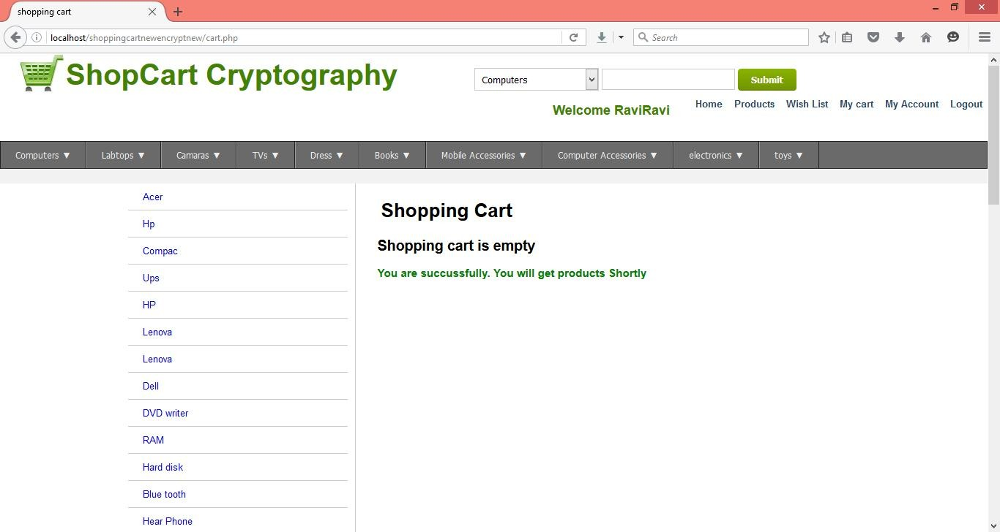 shopping cart
localhost/shoppingcartnewencryptnew/cart.php
Search
ShopCart Cryptography
Computers
Submit
Welcome RaviRavi
Home Products Wish List My cart My Account Logout
Computers ▼ Labtops ▼ Camaras ▼ TVs ▼ Dress ▼ Books ▼ Mobile Accessories ▼ Computer Accessories ▼ electronics ▼ toys ▼
Acer
Hp
Compac
Ups
HP
Lenova
Lenova
Dell
DVD writer
RAM
Hard disk
Blue tooth
Hear Phone
Shopping Cart
Shopping cart is empty
You are succussfully. You will get products Shortly